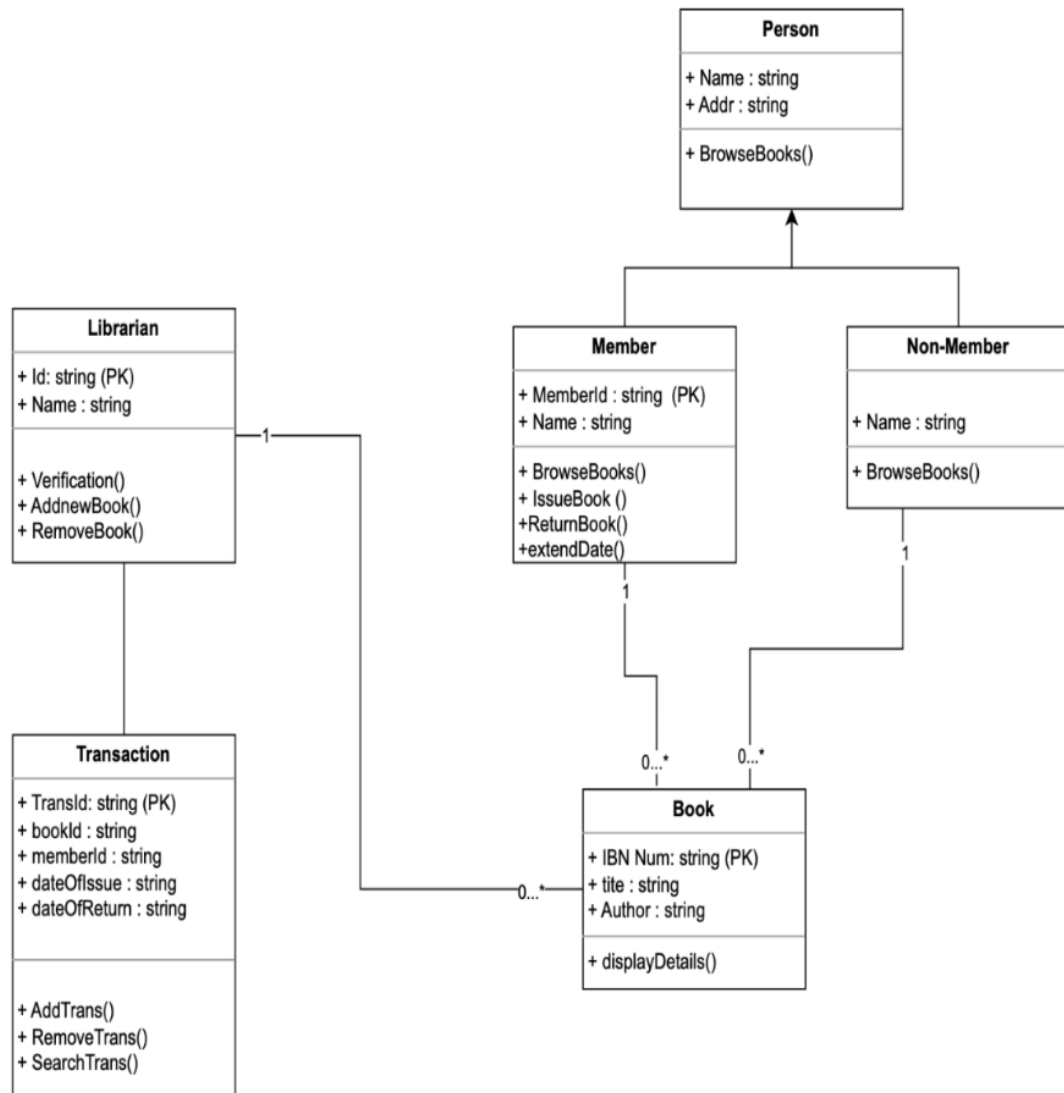 Person
+ Name : string
+ Addr : string
+ BrowseBooks()
Librarian
+ Id: string (PK)
+ Name : string
+ Verification()
+ AddnewBook()
+ RemoveBook()
1
Member
+ MemberId : string (PK)
+ Name : string
+ BrowseBooks()
+ IssueBook ()
+ReturnBook()
+extendDate()
1
Non-Member
+ Name : string
+ BrowseBooks()
1
Transaction
+ TransId: string (PK)
+ bookId : string
+ memberId : string
+ dateOfIssue : string
+ dateOfReturn : string
+ AddTrans()
+ RemoveTrans()
+ SearchTrans()
0...*
0...*
0...*
Book
+ IBN Num: string (PK)
+ tite : string
+ Author : string
+ displayDetails()